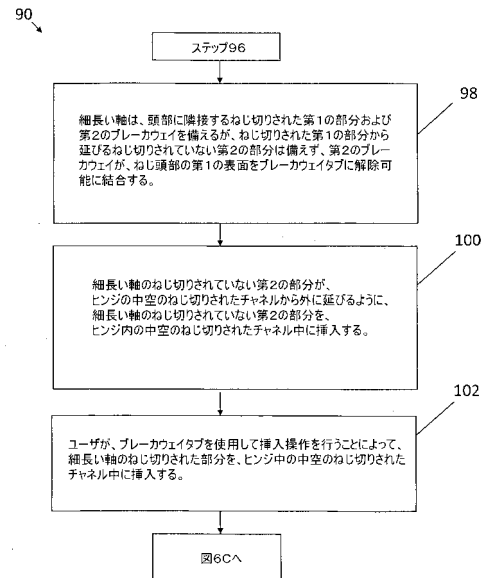 90
ステップ96
細長い軸は、頭部に隣接するねじ切りされた第1の部分および
第2のブレーカウェイを備えるが、ねじ切りされた第1の部分から
延びるねじ切りされていない第2の部分は備えず、第2のブレー
カウェイが、ねじ頭部の第1の表面をブレーカウェイタブに解除可
能に結合する。
98
細長い軸のねじ切りされていない第2の部分が、
ヒンジの中空のねじ切りされたチャネルから外に延びるように、
細長い軸のねじ切りされていない第2の部分を、
ヒンジ内の中空のねじ切りされたチャネル中に挿入する。
100
ユーザが、ブレーカウェイタブを使用して挿入操作を行うことによって、
細長い軸のねじ切りされた部分を、ヒンジ中の中空のねじ切りされた
チャネル中に挿入する。
102
図6Cへ